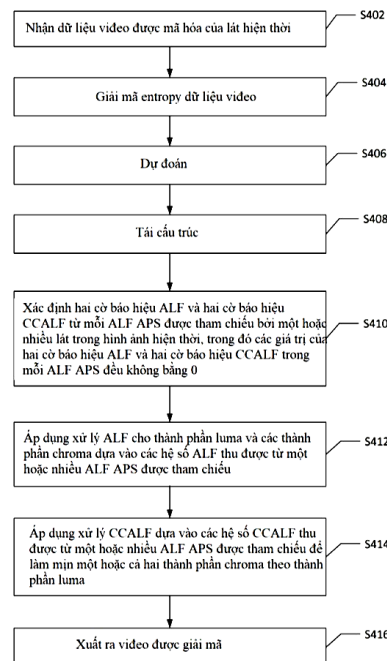 S402
Nhận dữ liệu video được mã hóa của lát hiện thời
S404
Giải mã entropy dữ liệu video
S406
Dự đoán
S408
Tái cấu trúc
Xác định hai cờ báo hiệu ALF và hai cờ báo hiệu
CCALF từ mỗi ALF APS được tham chiếu bởi một hoặc
S410
nhiều lát trong hình ảnh hiện thời, trong đó các giá trị của
hai cờ báo hiệu ALF và hai cờ báo hiệu CCALF trong
mỗi ALF APS đều không bằng 0
Áp dụng xử lý ALF cho thành phần luma và các thành
S412
phần chroma dựa vào các hệ số ALF thu được từ một
hoặc nhiều ALF APS được tham chiếu
Áp dụng xử lý CCALF dựa vào các hệ số CCALF thu
S414
được từ một hoặc nhiều ALF APS được tham chiếu để
làm mịn một hoặc cả hai thành phần chroma theo thành
phần luma
S416
Xuất ra video được giải mã